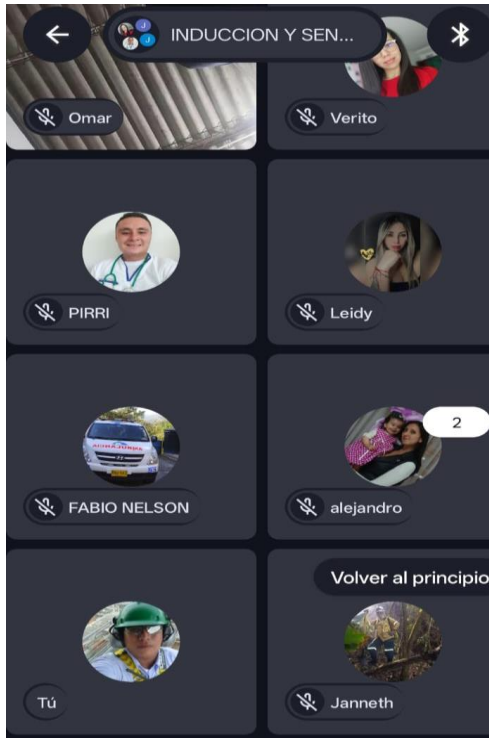 INDUCCION Y SEN...
Omar
Verito
PIRRI
Leidy
FABIO NELSON
2
alejandro
Volver al principio
Tú
Janneth